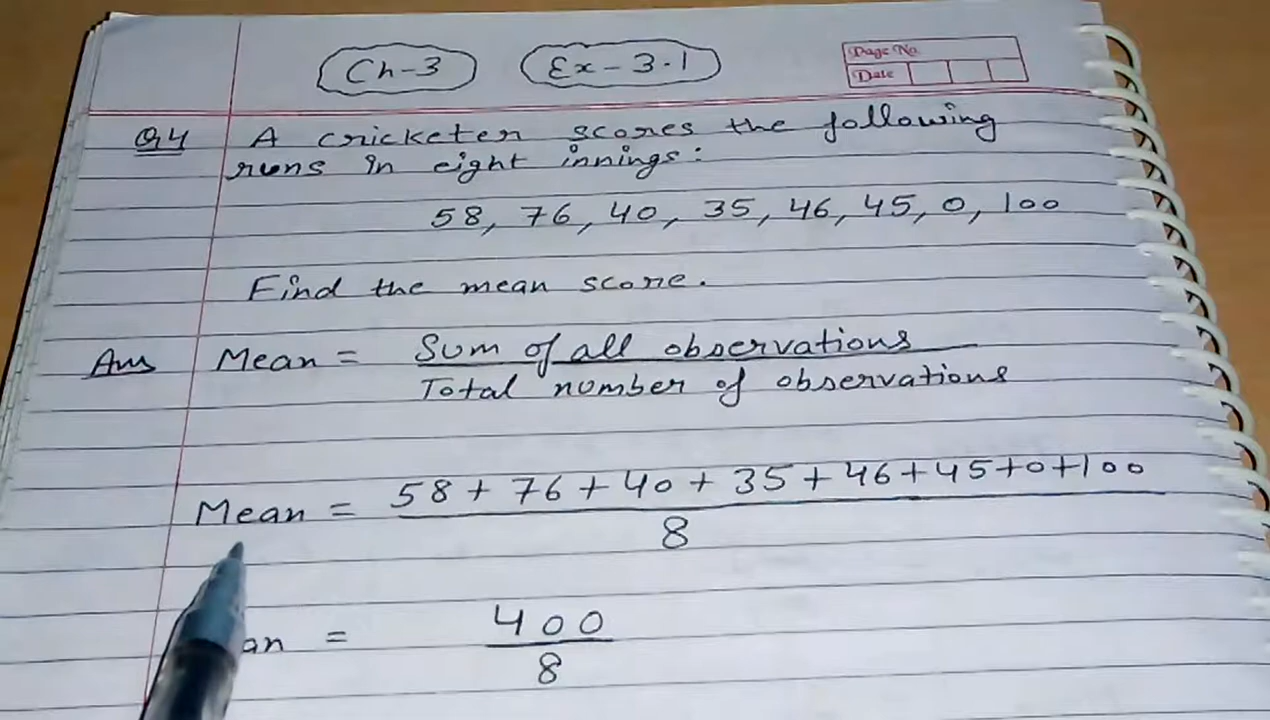 Ch-3 Ex-3.1
Page No.
Date
Q4 A cricketer scores the following
runs in eight innings:
58, 76, 40, 35, 46, 45, 0, 100
Find the mean score.
Ans Mean = Sum of all observations
Total number of observations
Mean = 58 + 76 + 40 + 35 + 46 + 45 + 0 + 100
8
an = 400
8